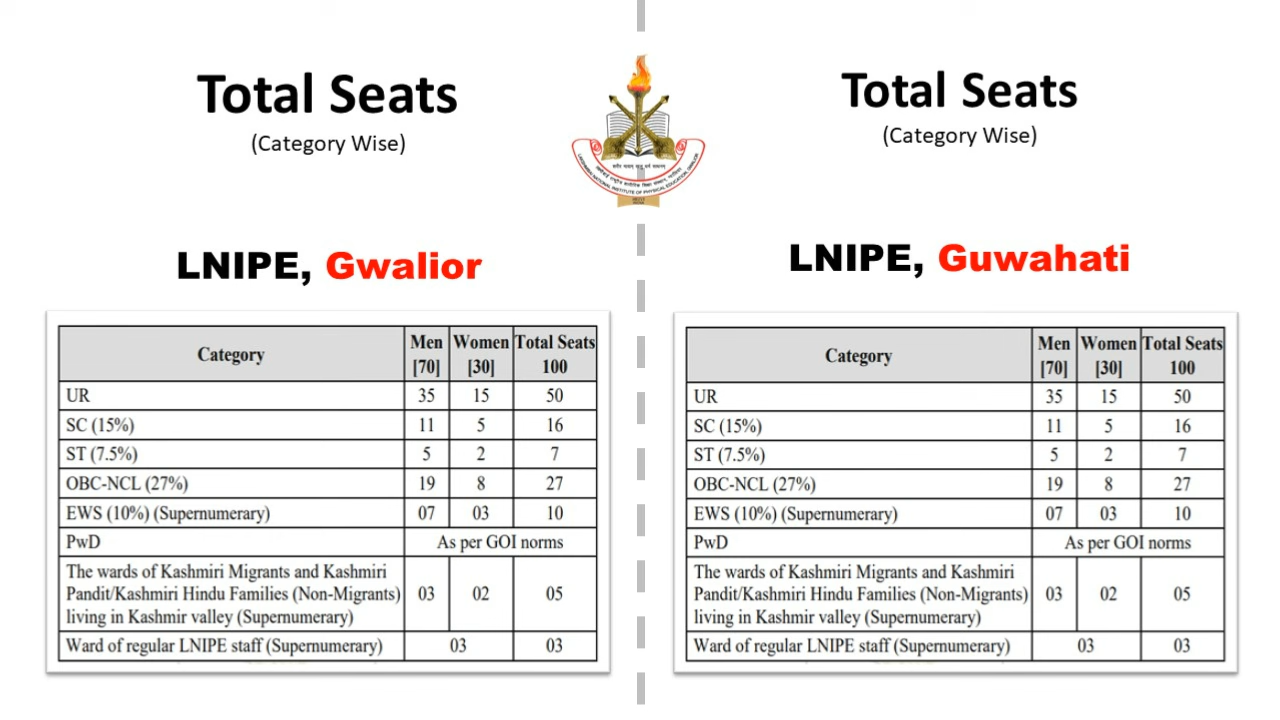 Total Seats
(Category Wise)
LNIPE, Gwalior
Category Men [70] Women [30] Total Seats 100
UR 35 15 50
SC (15%) 11 5 16
ST (7.5%) 5 2 7
OBC-NCL (27%) 19 8 27
EWS (10%) (Supernumerary) 07 03 10
PwD As per GOI norms
The wards of Kashmiri Migrants and Kashmiri
Pandit/Kashmiri Hindu Families (Non-Migrants) 03 02 05
living in Kashmir valley (Supernumerary)
Ward of regular LNIPE staff (Supernumerary) 03 03
LAKSHMIBAI NATIONAL INSTITUTE OF PHYSICAL EDUCATION, GWALIOR
Total Seats
(Category Wise)
LNIPE, Guwahati
Category Men [70] Women [30] Total Seats 100
UR 35 15 50
SC (15%) 11 5 16
ST (7.5%) 5 2 7
OBC-NCL (27%) 19 8 27
EWS (10%) (Supernumerary) 07 03 10
PwD As per GOI norms
The wards of Kashmiri Migrants and Kashmiri
Pandit/Kashmiri Hindu Families (Non-Migrants) 03 02 05
living in Kashmir valley (Supernumerary)
Ward of regular LNIPE staff (Supernumerary) 03 03